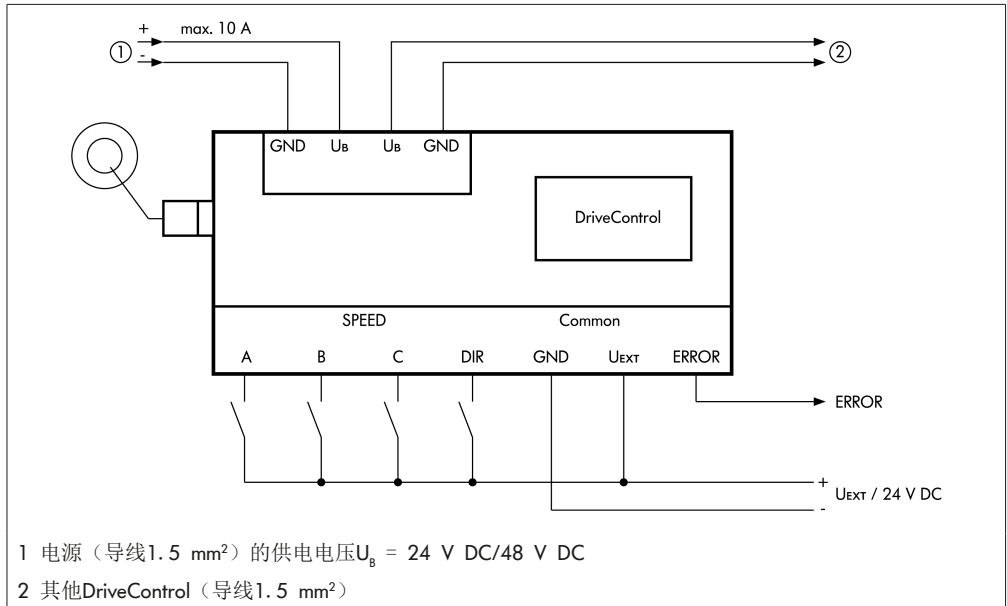 + max. 10 A
① - ②
GND UB UB GND
DriveControl
SPEED Common
A B C DIR GND UEXT ERROR
ERROR
+
UEXT / 24 V DC
-
1 电源（导线1.5 mm²）的供电电压UB = 24 V DC/48 V DC
2 其他DriveControl（导线1.5 mm²）